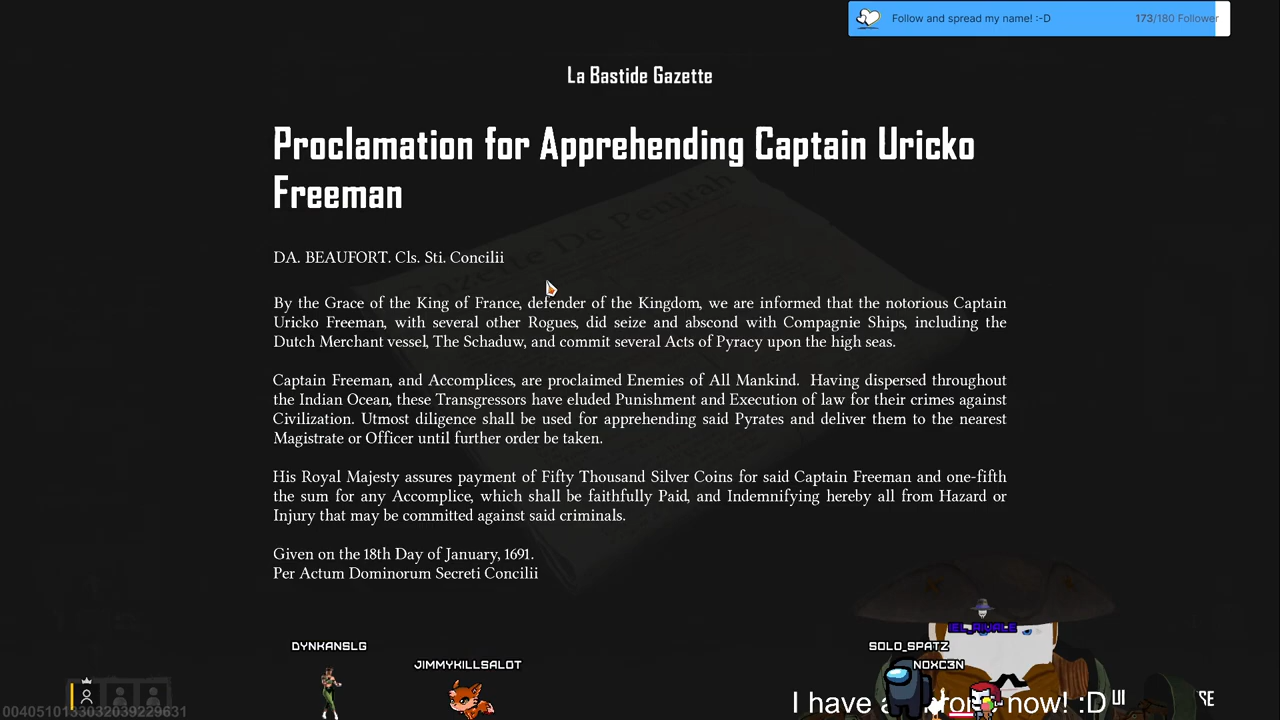 Follow and spread my name! :-D 173/180 Follower
La Bastide Gazette
Proclamation for Apprehending Captain Uricko
Freeman
DA. BEAUFORT. Cls. Sti. Concilii
By the Grace of the King of France, defender of the Kingdom, we are informed that the notorious Captain
Uricko Freeman, with several other Rogues, did seize and abscond with Compagnie Ships, including the
Dutch Merchant vessel, The Schaduw, and commit several Acts of Pyracy upon the high seas.
Captain Freeman, and Accomplices, are proclaimed Enemies of All Mankind. Having dispersed throughout
the Indian Ocean, these Transgressors have eluded Punishment and Execution of law for their crimes against
Civilization. Utmost diligence shall be used for apprehending said Pyrates and deliver them to the nearest
Magistrate or Officer until further order be taken.
His Royal Majesty assures payment of Fifty Thousand Silver Coins for said Captain Freeman and one-fifth
the sum for any Accomplice, which shall be faithfully Paid, and Indemnifying hereby all from Hazard or
Injury that may be committed against said criminals.
Given on the 18th Day of January, 1691.
Per Actum Dominorum Secreti Concilii
Gazette De Penjrah
EL_RIVALE
DYNKANSLG
SOLO_SPATZ
JIMMYKILLSALOT
NOXC3N
I have a now! :D
004051013303203922​9631